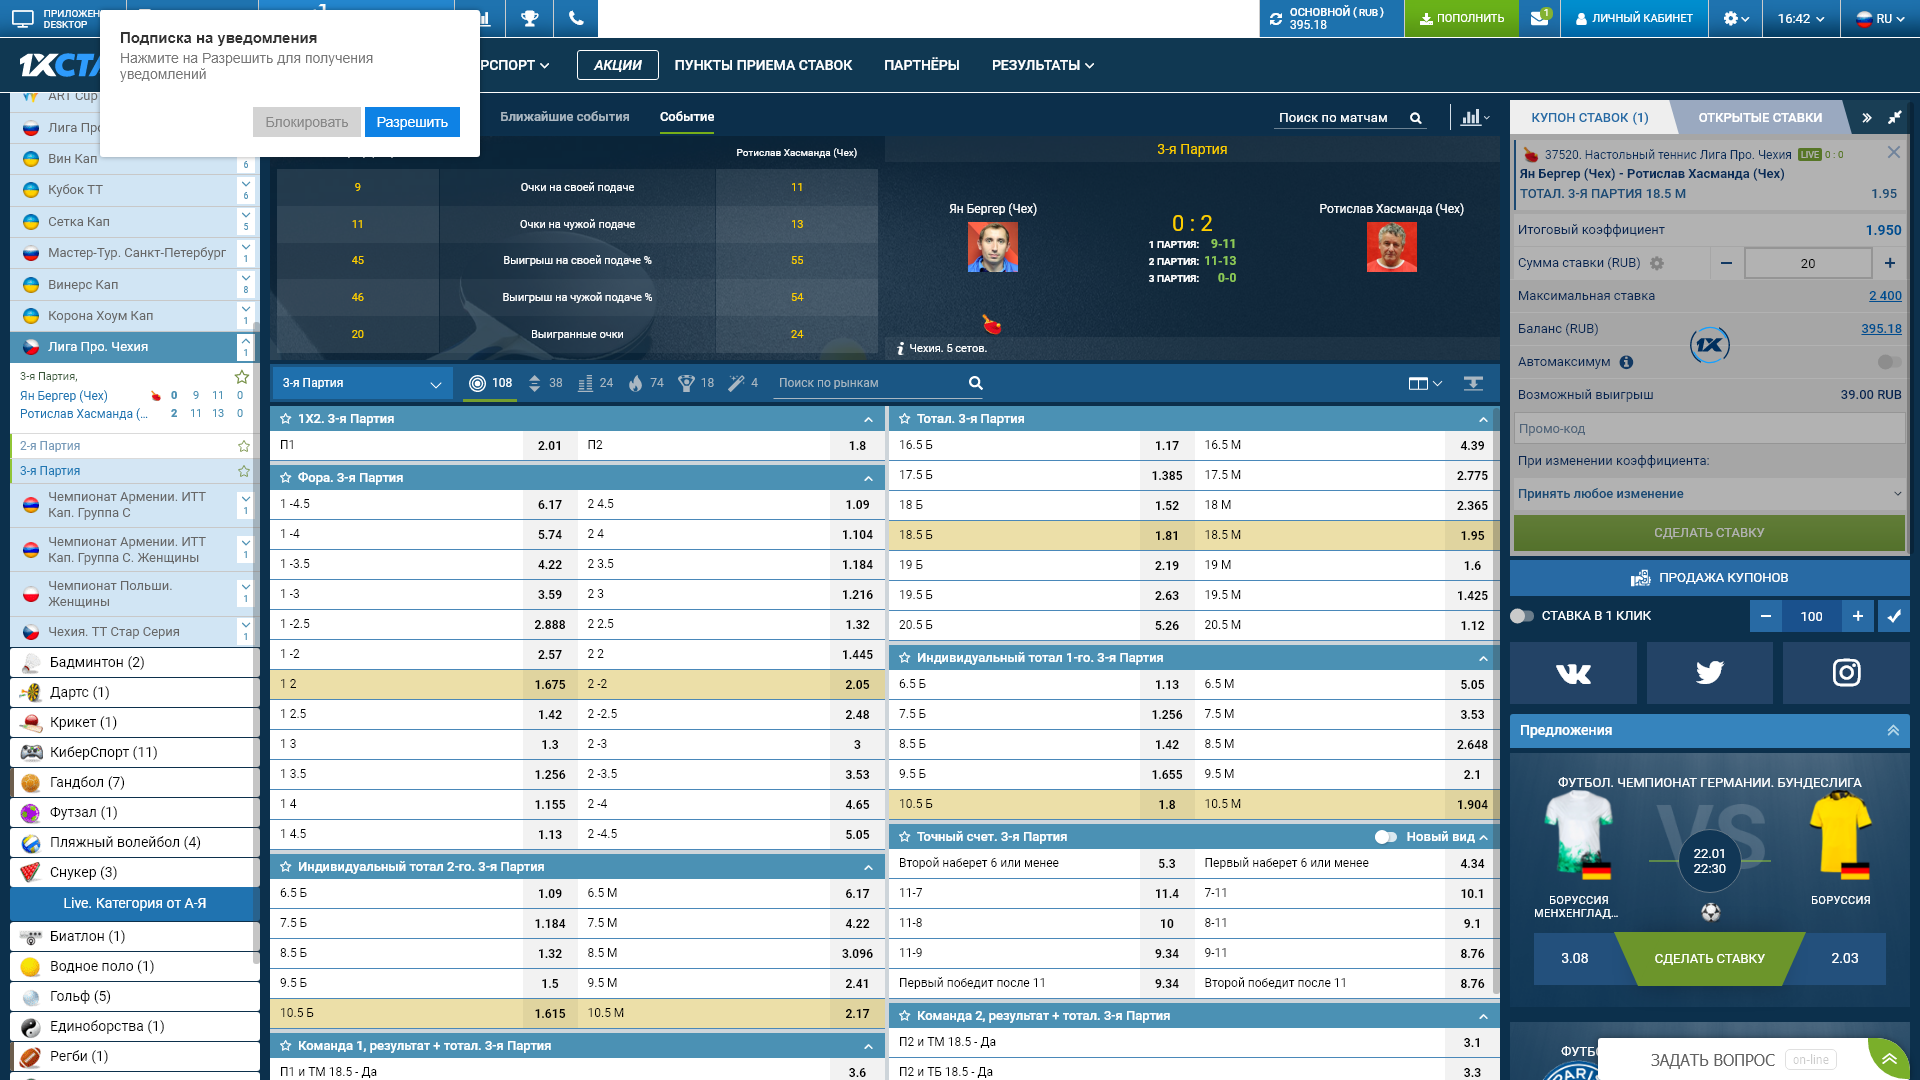 DESKTOP
ОСНОВНОЙ ( RUB )
395.18
ПОПОЛНИТЬ
1
ЛИЧНЫЙ КАБИНЕТ
16:42
RU
Подписка на уведомления
Нажмите на Разрешить для получения
уведомлений
Блокировать
Разрешить
АКЦИИ
ПУНКТЫ ПРИЕМА СТАВОК
ПАРТНЁРЫ
РЕЗУЛЬТАТЫ
Ближайшие события
Событие
Поиск по матчам
ART Cup
Вин Кап
6
Кубок ТТ
6
Сетка Кап
5
Мастер-Тур. Санкт-Петербург
1
Винерс Кап
8
Корона Хоум Кап
1
Лига Про. Чехия
1
3-я Партия,
Ян Бергер (Чех) 0 9 11 0
Ротислав Хасманда (... 2 11 13 0
2-я Партия
3-я Партия
Чемпионат Армении. ИТТ
Кап. Группа С
1
Чемпионат Армении. ИТТ
Кап. Группа С. Женщины
1
Чемпионат Польши.
Женщины
1
Чехия. ТТ Стар Серия
1
Бадминтон (2)
Дартс (1)
Крикет (1)
КиберСпорт (11)
Гандбол (7)
Футзал (1)
Пляжный волейбол (4)
Снукер (3)
Live. Категория от А-Я
Биатлон (1)
Водное поло (1)
Гольф (5)
Единоборства (1)
Регби (1)
Ротислав Хасманда (Чех)
9 Очки на своей подаче 11
11 Очки на чужой подаче 13
45 Выигрыш на своей подаче % 55
46 Выигрыш на чужой подаче % 54
20 Выигранные очки 24
3-я Партия
Ян Бергер (Чех)
0 : 2
Ротислав Хасманда (Чех)
1 ПАРТИЯ: 9-11
2 ПАРТИЯ: 11-13
3 ПАРТИЯ: 0-0
Чехия. 5 сетов.
3-я Партия
108
38
24
74
18
4
Поиск по рынкам
1X2. 3-я Партия
П1 2.01 П2 1.8
Фора. 3-я Партия
1 -4.5 6.17 2 4.5 1.09
1 -4 5.74 2 4 1.104
1 -3.5 4.22 2 3.5 1.184
1 -3 3.59 2 3 1.216
1 -2.5 2.888 2 2.5 1.32
1 -2 2.57 2 2 1.445
1 2 1.675 2 -2 2.05
1 2.5 1.42 2 -2.5 2.48
1 3 1.3 2 -3 3
1 3.5 1.256 2 -3.5 3.53
1 4 1.155 2 -4 4.65
1 4.5 1.13 2 -4.5 5.05
Индивидуальный тотал 2-го. 3-я Партия
6.5 Б 1.09 6.5 М 6.17
7.5 Б 1.184 7.5 М 4.22
8.5 Б 1.32 8.5 М 3.096
9.5 Б 1.5 9.5 М 2.41
10.5 Б 1.615 10.5 М 2.17
Команда 1, результат + тотал. 3-я Партия
П1 и ТМ 18.5 - Да 3.6
Тотал. 3-я Партия
16.5 Б 1.17 16.5 М 4.39
17.5 Б 1.385 17.5 М 2.775
18 Б 1.52 18 М 2.365
18.5 Б 1.81 18.5 М 1.95
19 Б 2.19 19 М 1.6
19.5 Б 2.63 19.5 М 1.425
20.5 Б 5.26 20.5 М 1.12
Индивидуальный тотал 1-го. 3-я Партия
6.5 Б 1.13 6.5 М 5.05
7.5 Б 1.256 7.5 М 3.53
8.5 Б 1.42 8.5 М 2.648
9.5 Б 1.655 9.5 М 2.1
10.5 Б 1.8 10.5 М 1.904
Точный счет. 3-я Партия Новый вид
Второй наберет 6 или менее 5.3 Первый наберет 6 или менее 4.34
11-7 11.4 7-11 10.1
11-8 10 8-11 9.1
11-9 9.34 9-11 8.76
Первый победит после 11 9.34 Второй победит после 11 8.76
Команда 2, результат + тотал. 3-я Партия
П2 и ТМ 18.5 - Да 3.1
П2 и ТБ 18.5 - Да 3.3
КУПОН СТАВОК (1)
ОТКРЫТЫЕ СТАВКИ
37520. Настольный теннис Лига Про. Чехия LIVE 0 : 0
Ян Бергер (Чех) - Ротислав Хасманда (Чех)
ТОТАЛ. 3-Я ПАРТИЯ 18.5 М 1.95
Итоговый коэффициент 1.950
Сумма ставки (RUB) 20
Максимальная ставка 2 400
Баланс (RUB) 395.18
Автомаксимум
1X
Возможный выигрыш 39.00 RUB
Промо-код
При изменении коэффициента:
Принять любое изменение
СДЕЛАТЬ СТАВКУ
ПРОДАЖА КУПОНОВ
СТАВКА В 1 КЛИК
100
Предложения
ФУТБОЛ. ЧЕМПИОНАТ ГЕРМАНИИ. БУНДЕСЛИГА
VS
22.01
22:30
БОРУССИЯ
МЕНХЕНГЛАД...
БОРУССИЯ
3.08
СДЕЛАТЬ СТАВКУ
2.03
ЗАДАТЬ ВОПРОС
on-line